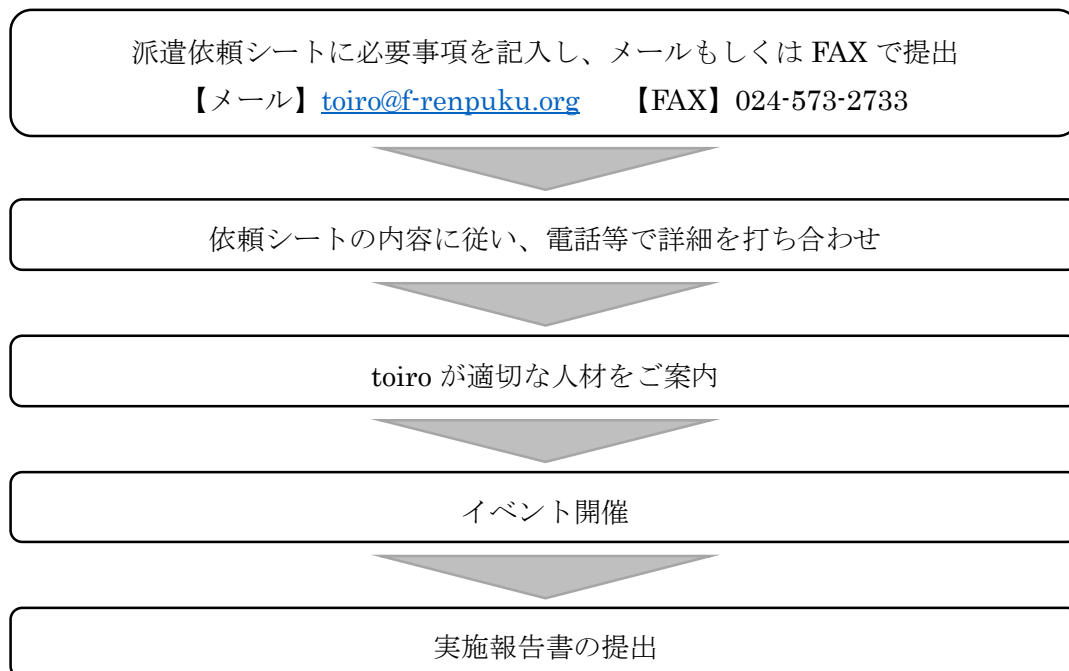 派遣依頼シートに必要事項を記入し、メールもしくは FAX で提出
【メール】toiro@f-renpuku.org 【FAX】024-573-2733
依頼シートの内容に従い、電話等で詳細を打ち合わせ
toiro が適切な人材をご案内
イベント開催
実施報告書の提出